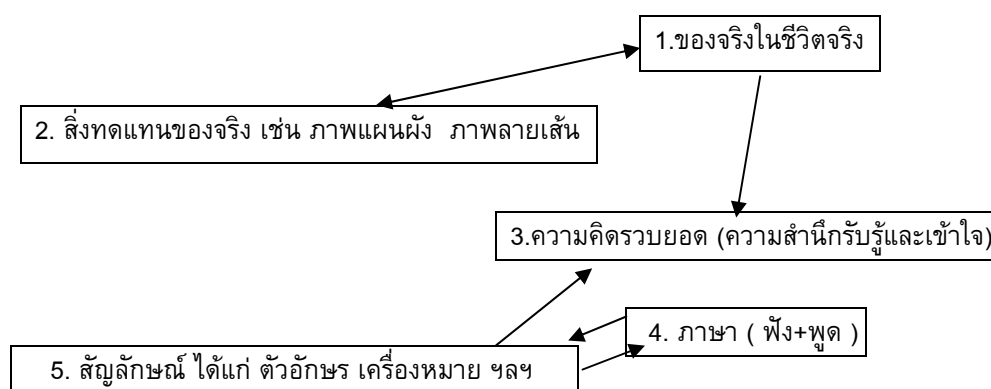 1.ของจริงในชีวิตจริง
2. สิ่งทดแทนของจริง เช่น ภาพแผนผัง ภาพลายเส้น
3.ความคิดรวบยอด (ความสำนึกรับรู้และเข้าใจ)
4. ภาษา ( ฟัง+พูด )
5. สัญลักษณ์ ได้แก่ ตัวอักษร เครื่องหมาย ฯลฯ